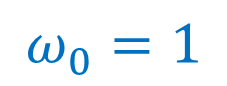 ω₀ = 1